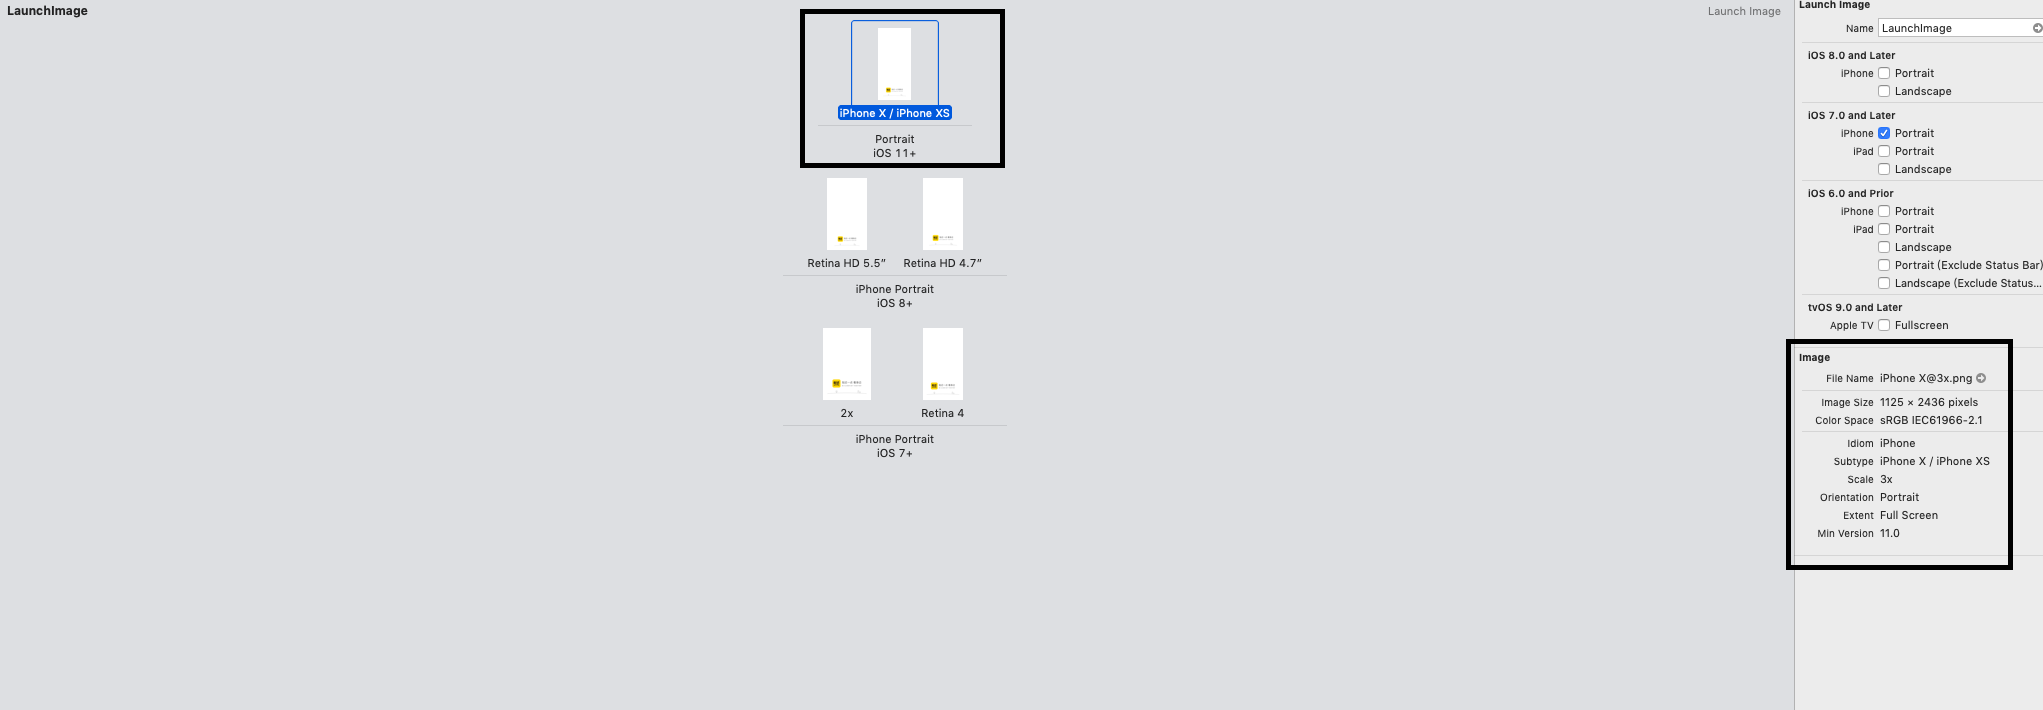 LaunchImage
Launch Image
iPhone X / iPhone XS
Portrait
iOS 11+
Retina HD 5.5″
Retina HD 4.7″
iPhone Portrait
iOS 8+
2x
Retina 4
iPhone Portrait
iOS 7+
Launch Image
Name LaunchImage
iOS 8.0 and Later
iPhone Portrait
Landscape
iOS 7.0 and Later
iPhone Portrait
iPad Portrait
Landscape
iOS 6.0 and Prior
iPhone Portrait
iPad Portrait
Landscape
Portrait (Exclude Status Bar)
Landscape (Exclude Status...
tvOS 9.0 and Later
Apple TV Fullscreen
Image
File Name iPhone X@3x.png
Image Size 1125 × 2436 pixels
Color Space sRGB IEC61966-2.1
Idiom iPhone
Subtype iPhone X / iPhone XS
Scale 3x
Orientation Portrait
Extent Full Screen
Min Version 11.0